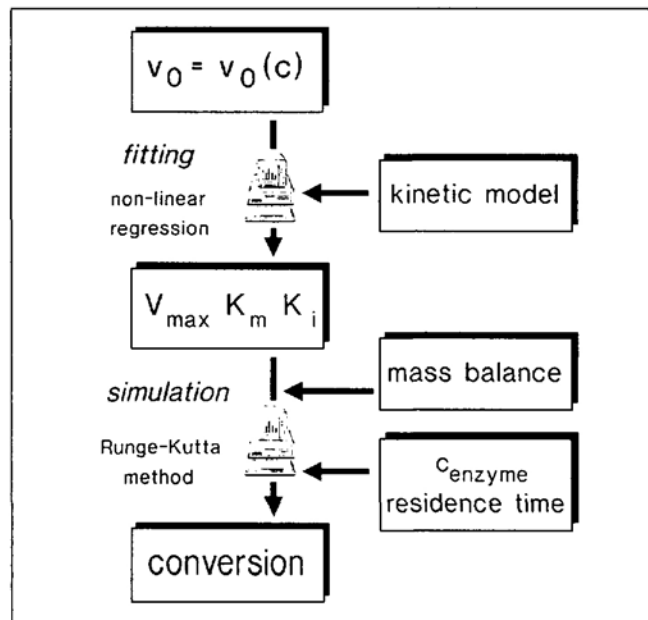 v₀ = v₀(c)
fitting
non-linear
regression
kinetic model
Vmax Km Ki
mass balance
simulation
Runge-Kutta
method
cenzyme
residence time
conversion